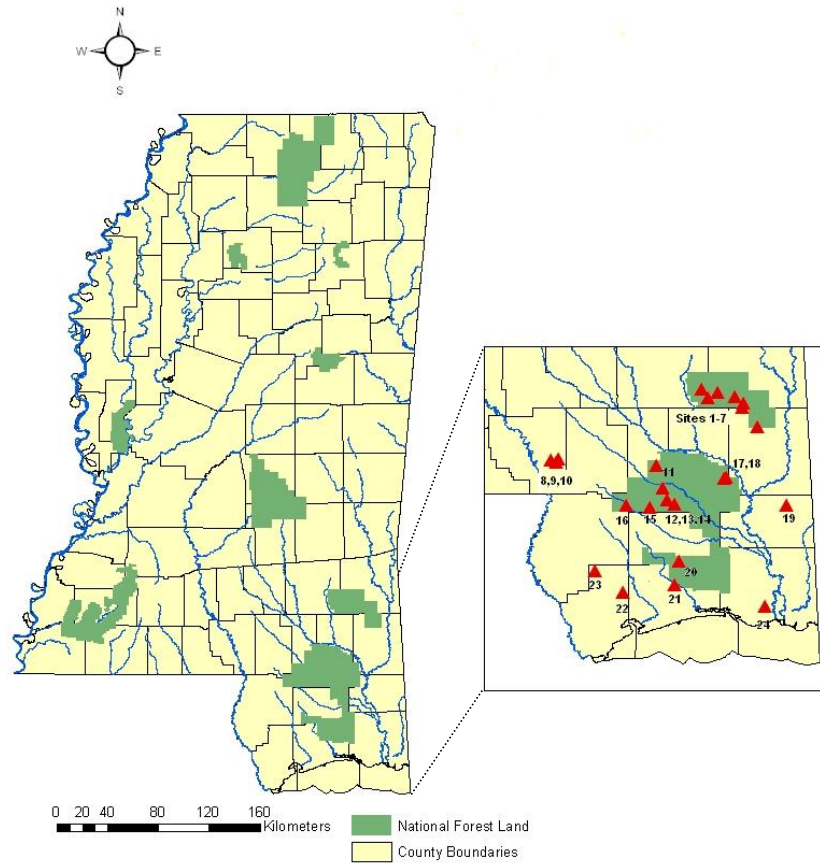 N
W E
S
Sites 1-7
17,18
11
8,9,10
16 15 12,13,14 19
20
23
21
22
24
0 20 40 80 120 160
Kilometers
National Forest Land
County Boundaries